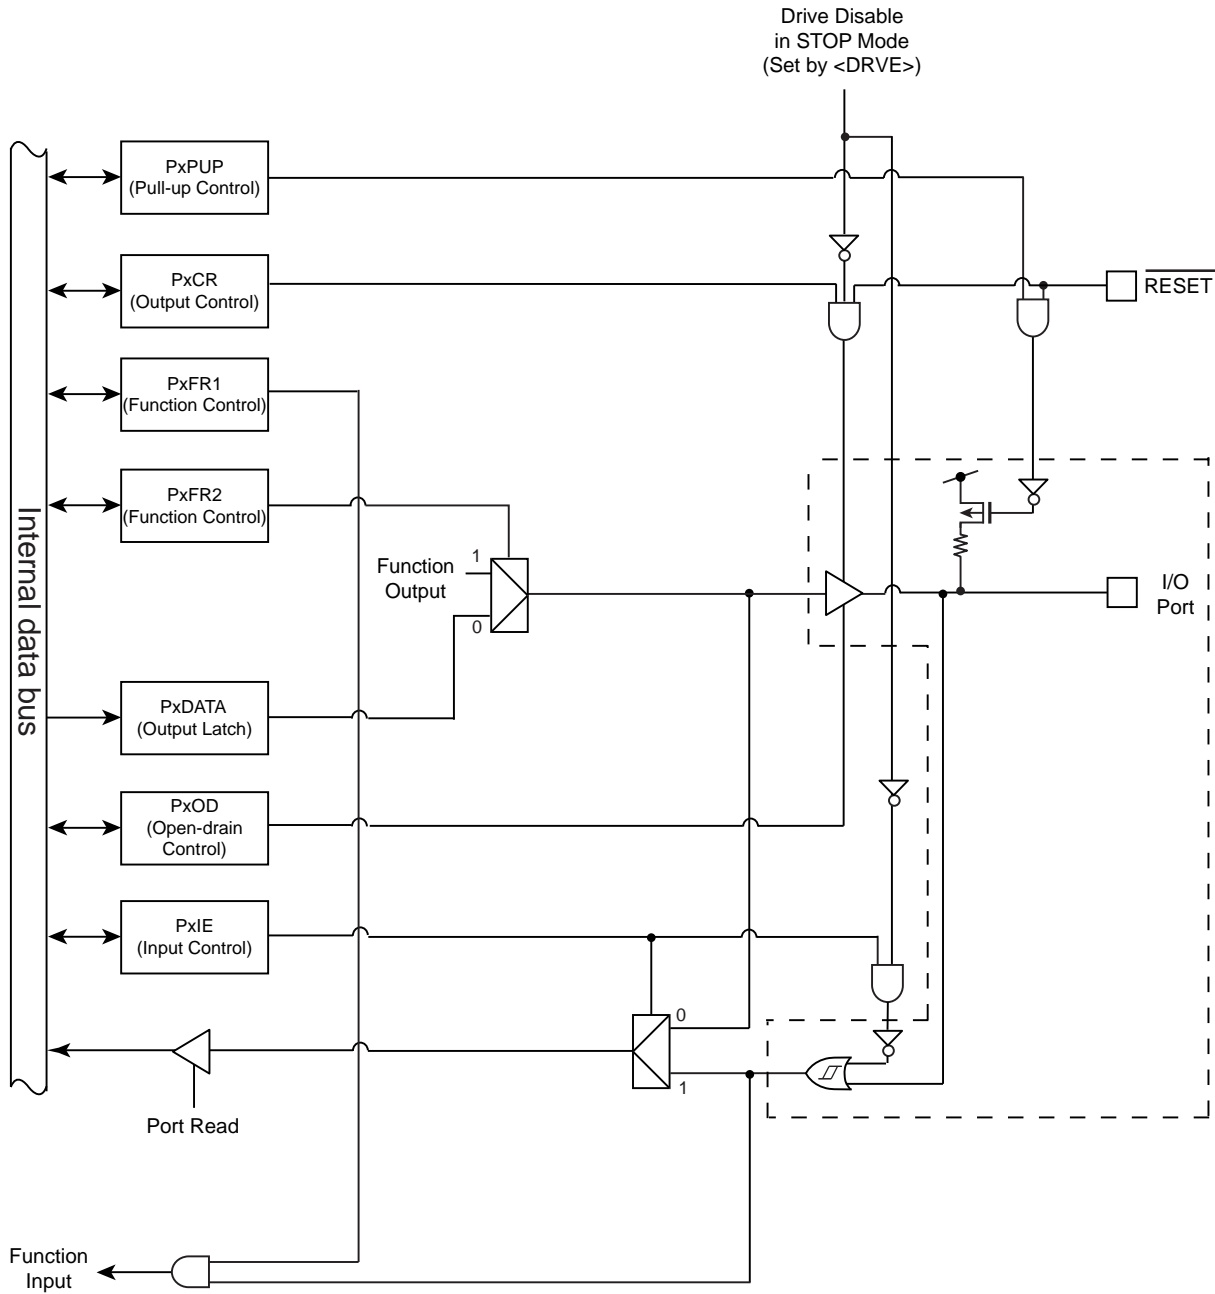 Drive Disable
in STOP Mode
(Set by <DRVE>)
PxPUP
(Pull-up Control)
PxCR
(Output Control)
RESET
PxFR1
(Function Control)
PxFR2
(Function Control)
Internal data bus
Function
Output
1
0
I/O
Port
PxDATA
(Output Latch)
PxOD
(Open-drain
Control)
PxIE
(Input Control)
0
1
Port Read
Function
Input